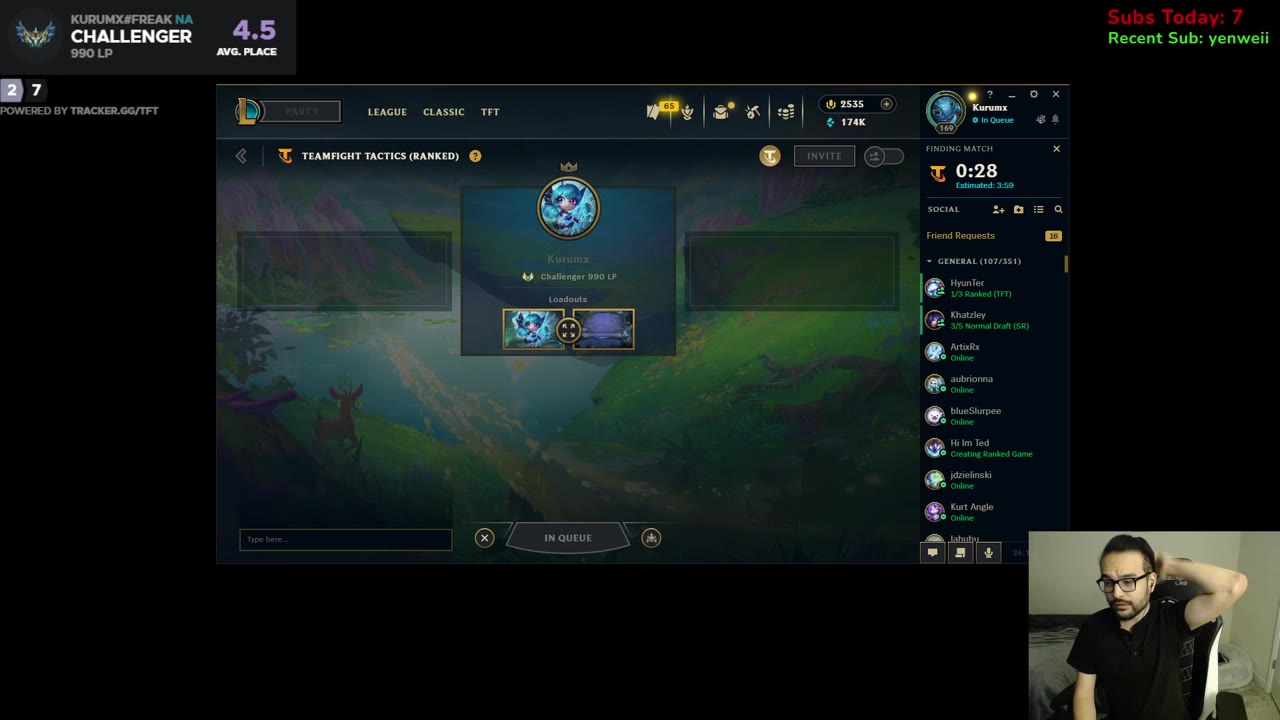 KURUMX#FREAK NA
CHALLENGER
990 LP
4.5
AVG. PLACE
2 7
POWERED BY TRACKER.GG/TFT
Subs Today: 7
Recent Sub: yenweii
PARTY
LEAGUE
CLASSIC
TFT
65
2535
174K
169
Kurumx
In Queue
TEAMFIGHT TACTICS (RANKED)
INVITE
FINDING MATCH
0:28
Estimated: 3:59
SOCIAL
Friend Requests
16
GENERAL (107/351)
HyunTer
1/3 Ranked (TFT)
Khatzley
3/5 Normal Draft (SR)
ArtixRx
Online
aubrionna
Online
blueSlurpee
Online
Hi Im Ted
Creating Ranked Game
jdzielinski
Online
Kurt Angle
Online
Kurumx
Challenger 990 LP
Loadouts
Type here...
IN QUEUE